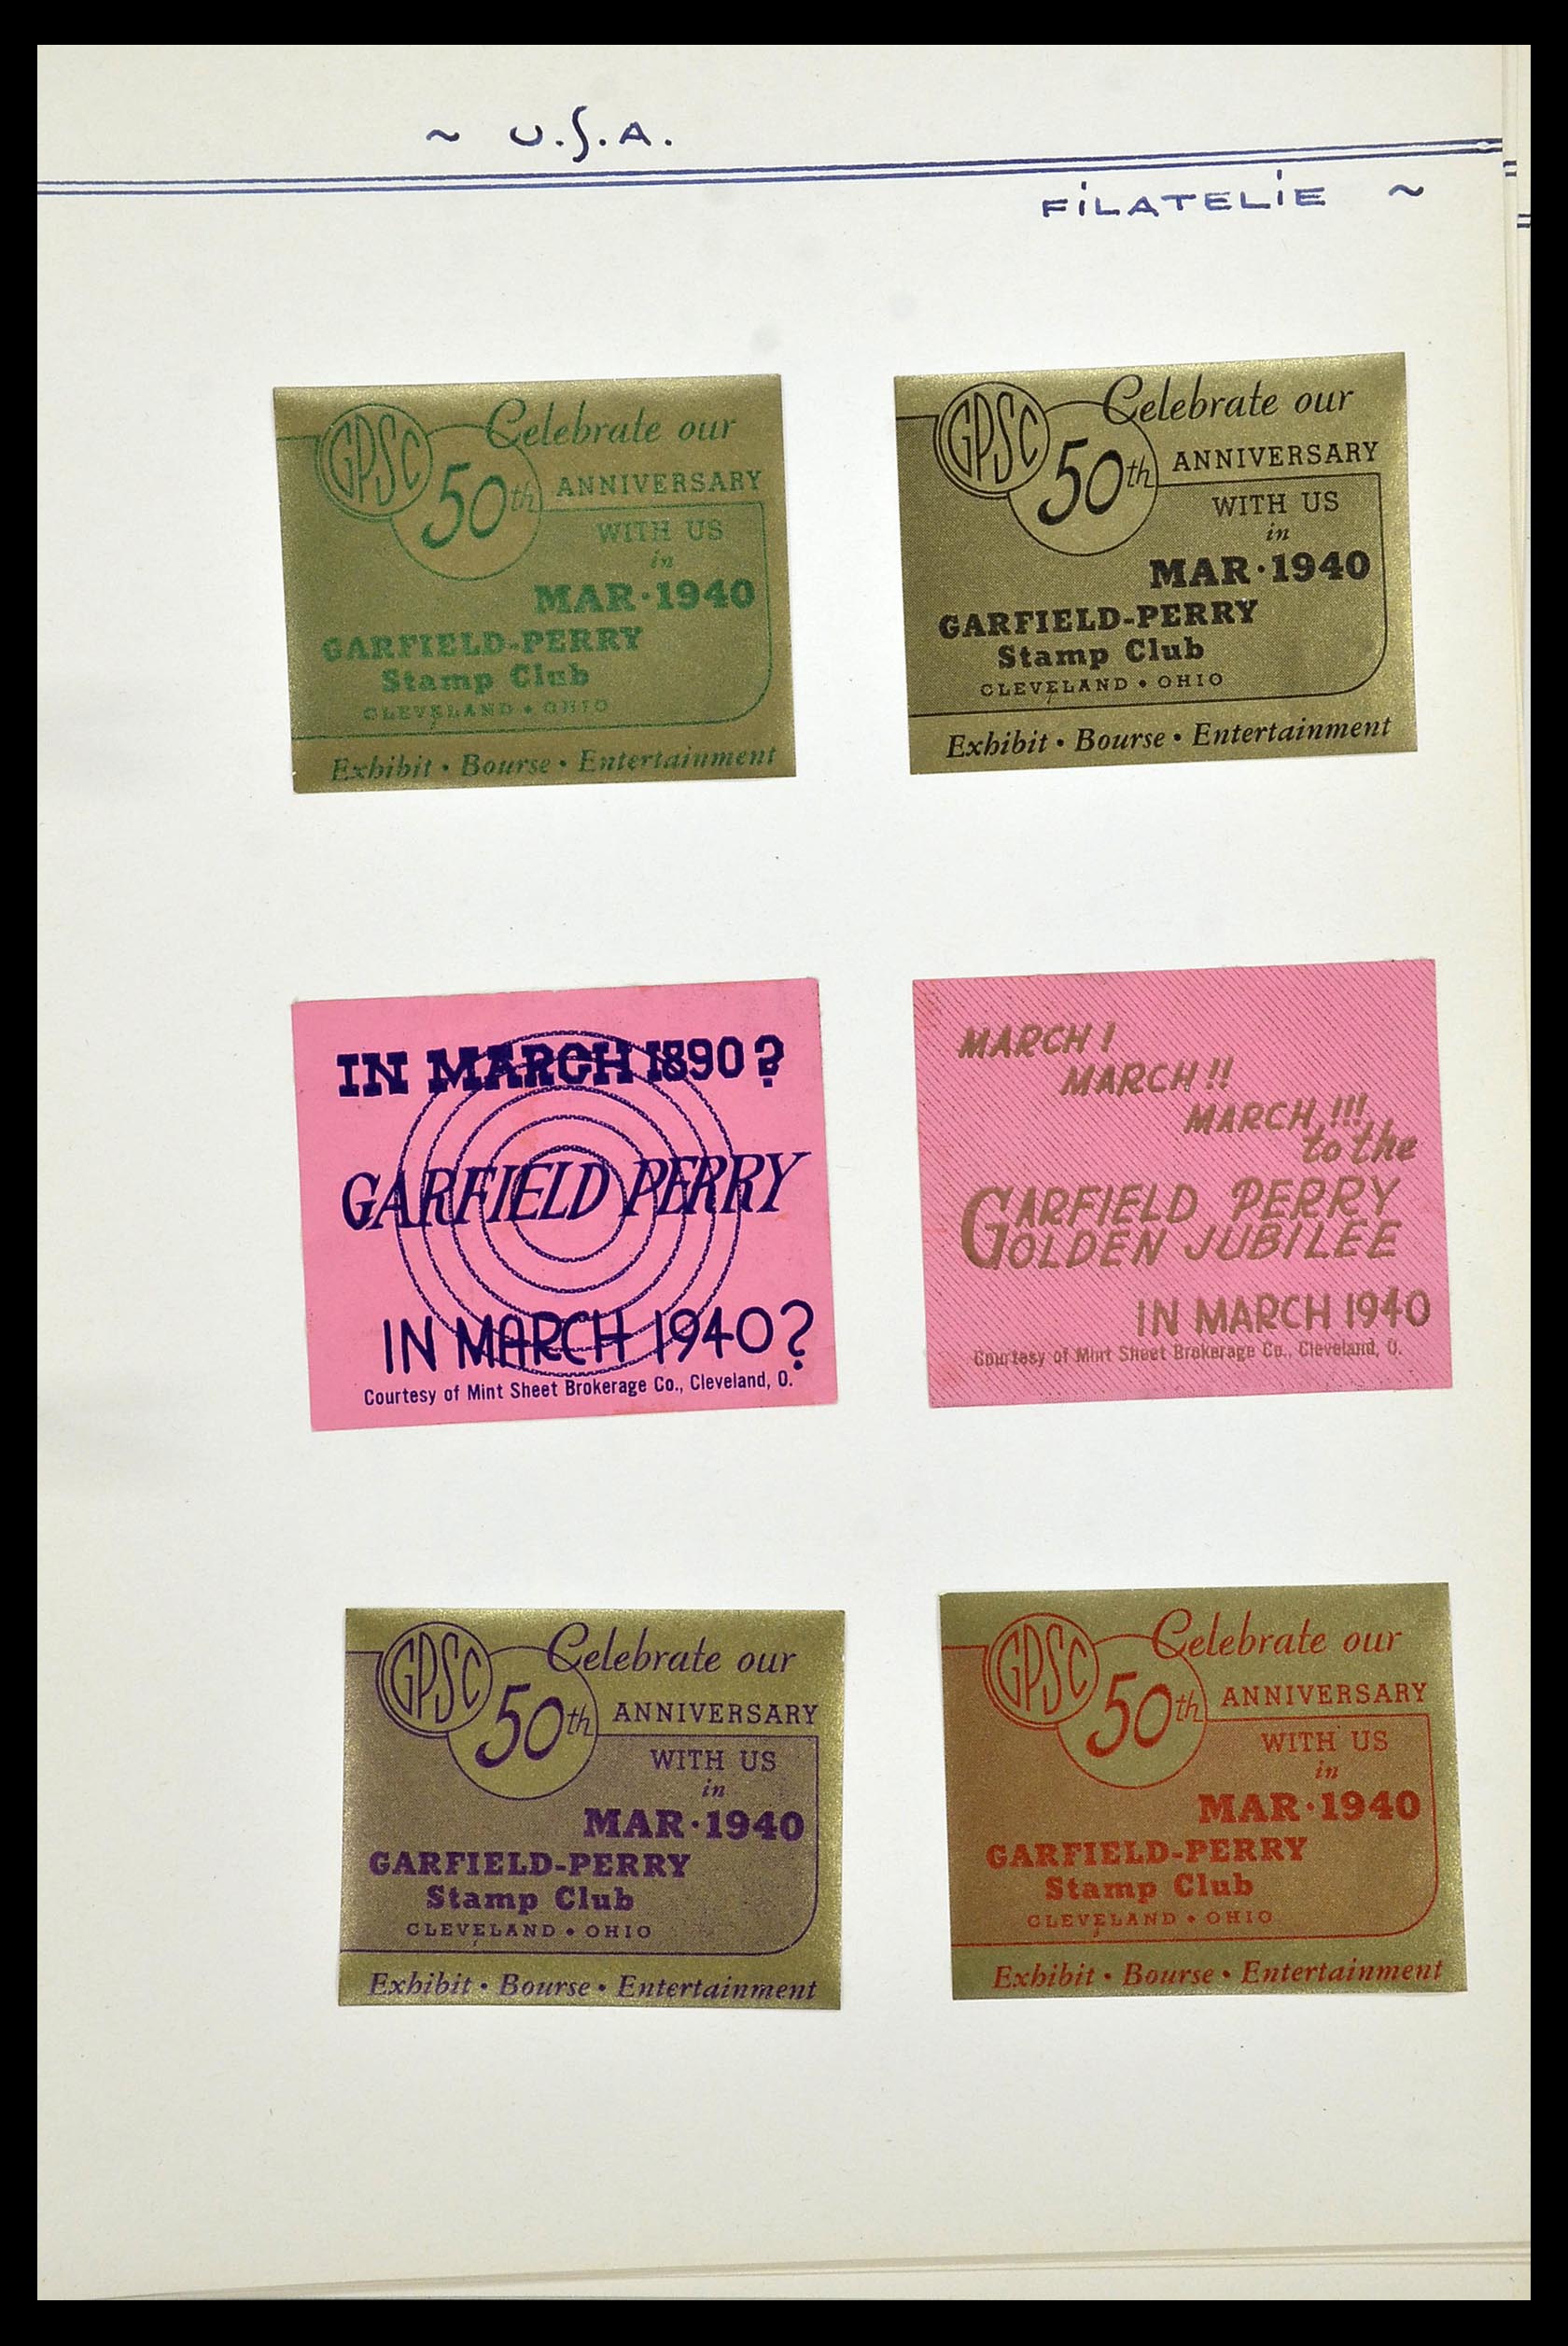 ~ U.S.A.
FiLATELiE ~
GPSC
Celebrate our
50th ANNIVERSARY
WITH US
in
MAR·1940
GARFIELD-PERRY
Stamp Club
CLEVELAND • OHIO
Exhibit • Bourse • Entertainment
GPSC
Celebrate our
50th ANNIVERSARY
WITH US
in
MAR·1940
GARFIELD-PERRY
Stamp Club
CLEVELAND • OHIO
Exhibit • Bourse • Entertainment
IN MARCH 1890?
GARFIELD PERRY
IN MARCH 1940?
Courtesy of Mint Sheet Brokerage Co., Cleveland, O.
MARCH!
MARCH!!
MARCH!!!
to the
GARFIELD PERRY
GOLDEN JUBILEE
IN MARCH 1940
Courtesy of Mint Sheet Brokerage Co., Cleveland, O.
GPSC
Celebrate our
50th ANNIVERSARY
WITH US
in
MAR·1940
GARFIELD-PERRY
Stamp Club
CLEVELAND • OHIO
Exhibit • Bourse • Entertainment
GPSC
Celebrate our
50th ANNIVERSARY
WITH US
in
MAR·1940
GARFIELD-PERRY
Stamp Club
CLEVELAND • OHIO
Exhibit • Bourse • Entertainment